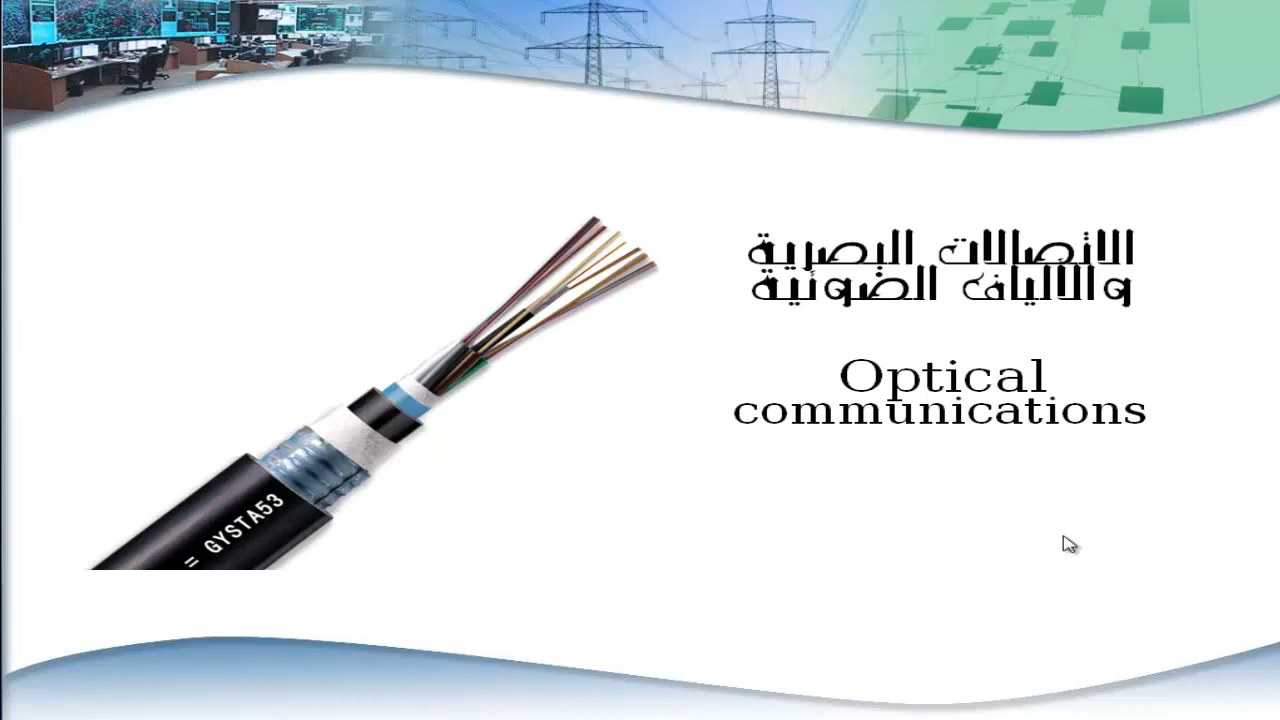 الاتصالات البصرية
والألياف الضوئية
Optical
communications
= GYSTA53